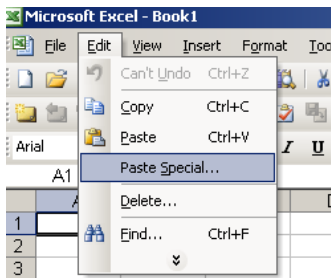 Microsoft Excel - Book1
File Edit View Insert Format
Can't Undo Ctrl+Z
Copy Ctrl+C
Paste Ctrl+V
Arial I U
Paste Special...
A1
Delete...
1
Find... Ctrl+F
2
3